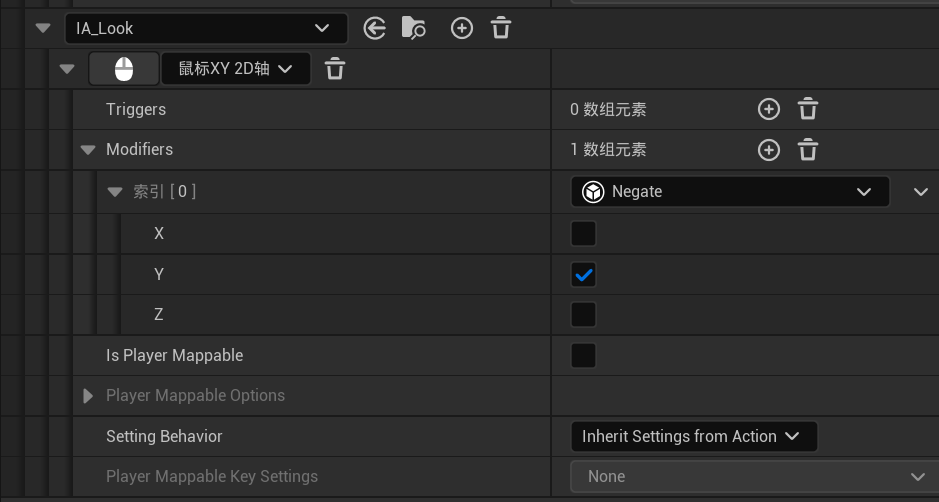 IA_Look
鼠标XY 2D轴
Triggers 0 数组元素
Modifiers 1 数组元素
索引 [ 0 ] Negate
X
Y
Z
Is Player Mappable
Player Mappable Options
Setting Behavior Inherit Settings from Action
Player Mappable Key Settings None